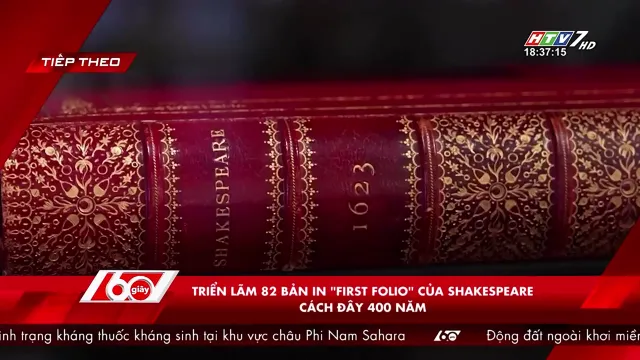 TIẾP THEO
HTV7 HD
18:37:15
SHAKESPEARE
1623
60 giây
TRIỂN LÃM 82 BẢN IN "FIRST FOLIO" CỦA SHAKESPEARE
CÁCH ĐÂY 400 NĂM
ình trạng kháng thuốc kháng sinh tại khu vực châu Phi Nam Sahara 60 Động đất ngoài khơi miề